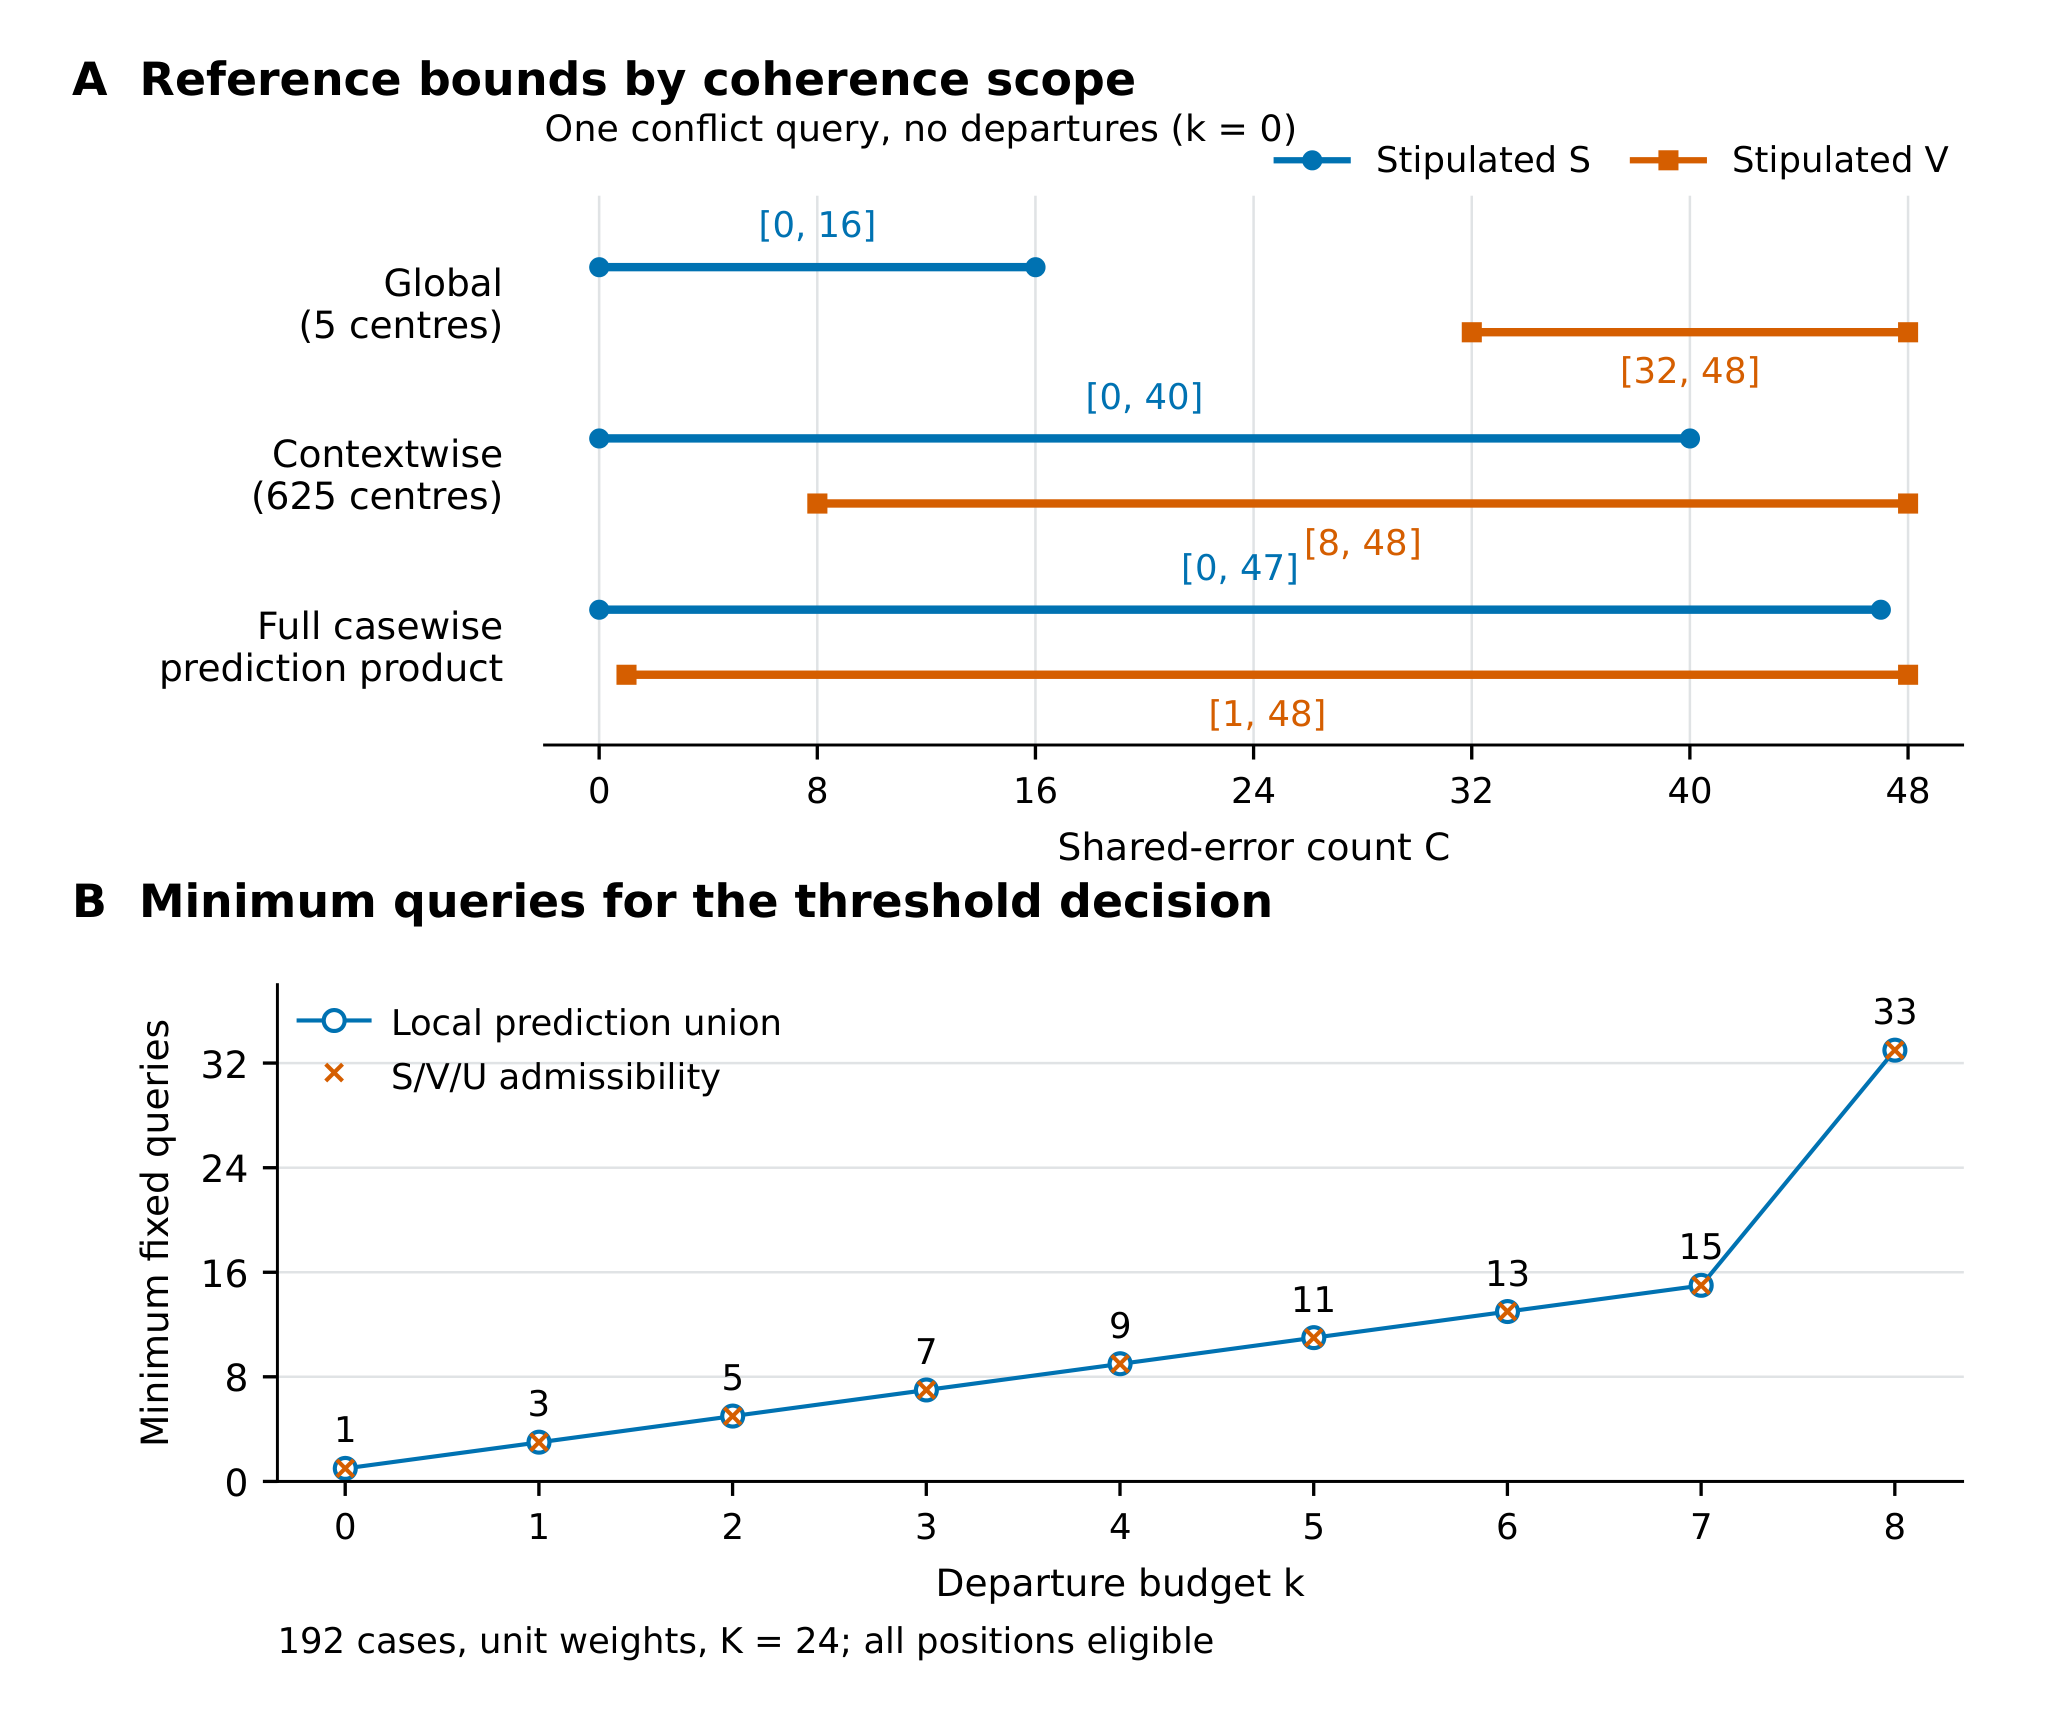 A Reference bounds by coherence scope
One conflict query, no departures (k = 0)
Stipulated S
Stipulated V
[0, 16]
Global
(5 centres)
[32, 48]
[0, 40]
Contextwise
(625 centres)
[8, 48]
[0, 47]
Full casewise
prediction product
[1, 48]
0 8 16 24 32 40 48
Shared-error count C
B Minimum queries for the threshold decision
Local prediction union
S/V/U admissibility
Minimum fixed queries
32
24
16
8
0
1 3 5 7 9 11 13 15 33
0 1 2 3 4 5 6 7 8
Departure budget k
192 cases, unit weights, K = 24; all positions eligible